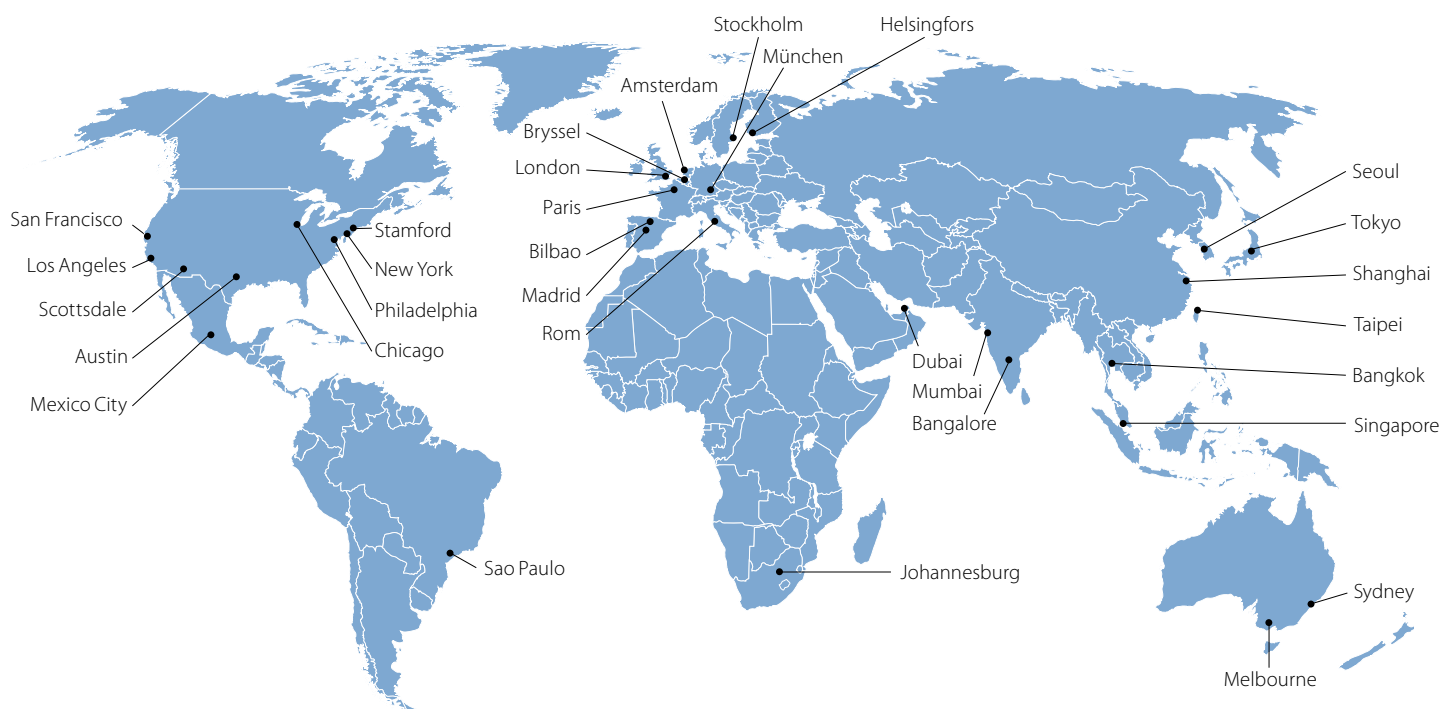 Stockholm
Helsingfors
München
Amsterdam
Bryssel
London
Paris
Bilbao
Madrid
Rom
San Francisco
Los Angeles
Scottsdale
Austin
Mexico City
Stamford
New York
Philadelphia
Chicago
Sao Paulo
Dubai
Mumbai
Bangalore
Johannesburg
Seoul
Tokyo
Shanghai
Taipei
Bangkok
Singapore
Sydney
Melbourne